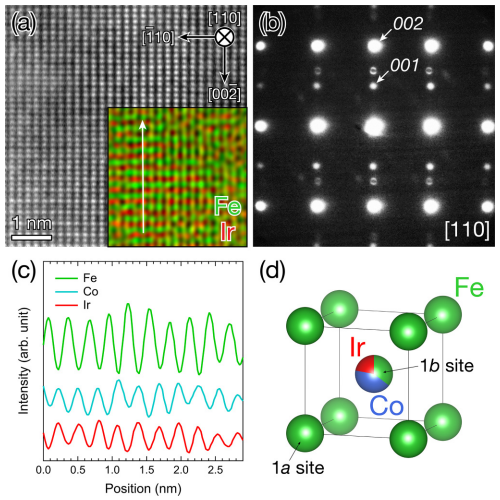 (a)
[110]
[1̄10]
[002̄]
Fe
Ir
1 nm
(b)
002
001
[110]
(c)
Fe
Co
Ir
Intensity (arb. unit)
0.0 0.5 1.0 1.5 2.0 2.5
Position (nm)
(d)
Fe
Ir
1b site
Co
1a site